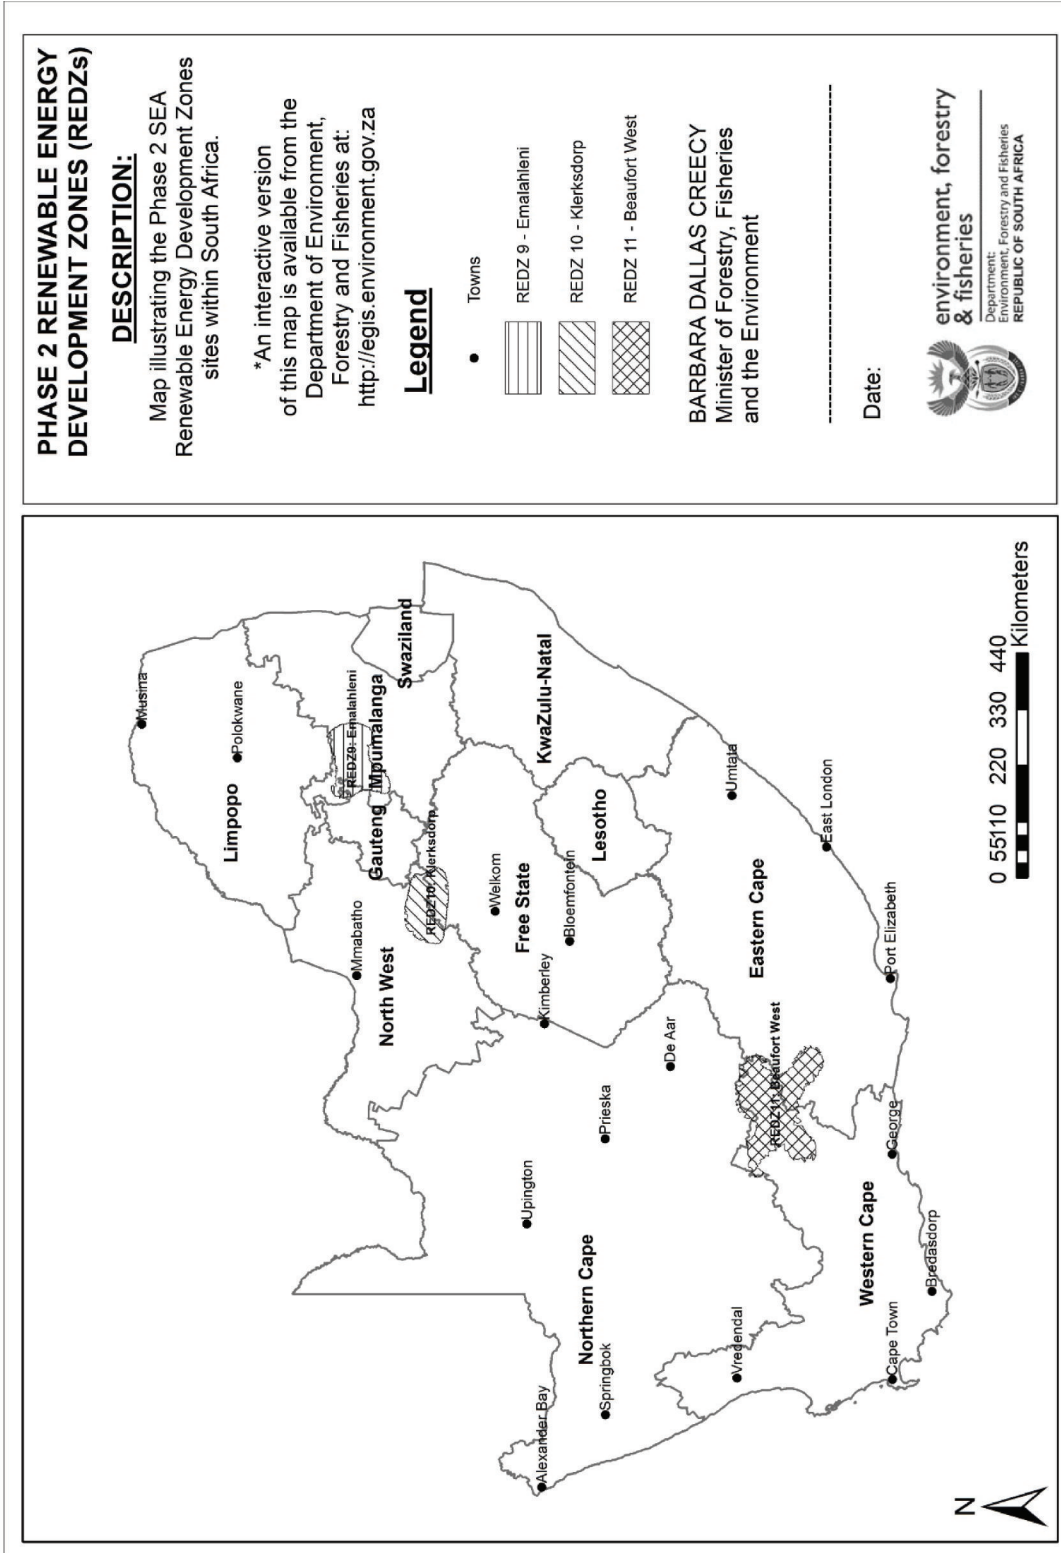 PHASE 2 RENEWABLE ENERGY
DEVELOPMENT ZONES (REDZs)
DESCRIPTION:
Map illustrating the Phase 2 SEA
Renewable Energy Development Zones
sites within South Africa.
*An interactive version
of this map is available from the
Department of Environment,
Forestry and Fisheries at:
http://egis.environment.gov.za
Legend
Towns
REDZ 9 - Emalahleni
REDZ 10 - Klerksdorp
REDZ 11 - Beaufort West
BARBARA DALLAS CREECY
Minister of Forestry, Fisheries
and the Environment
Date:
environment, forestry
& fisheries
Department:
Environment, Forestry and Fisheries
REPUBLIC OF SOUTH AFRICA
Musina
Polokwane
Limpopo
REDZ9: Emalahleni
Mpumalanga
Swaziland
Gauteng
Mmabatho
North West
REDZ10: Klerksdorp
Welkom
Free State
Bloemfontein
Kimberley
KwaZulu-Natal
Lesotho
Upington
Prieska
De Aar
Alexander Bay
Springbok
Northern Cape
Umtata
Eastern Cape
East London
REDZ11: Beaufort West
Vredendal
Western Cape
Port Elizabeth
George
Cape Town
Bredasdorp
N
0 55110 220 330 440
Kilometers